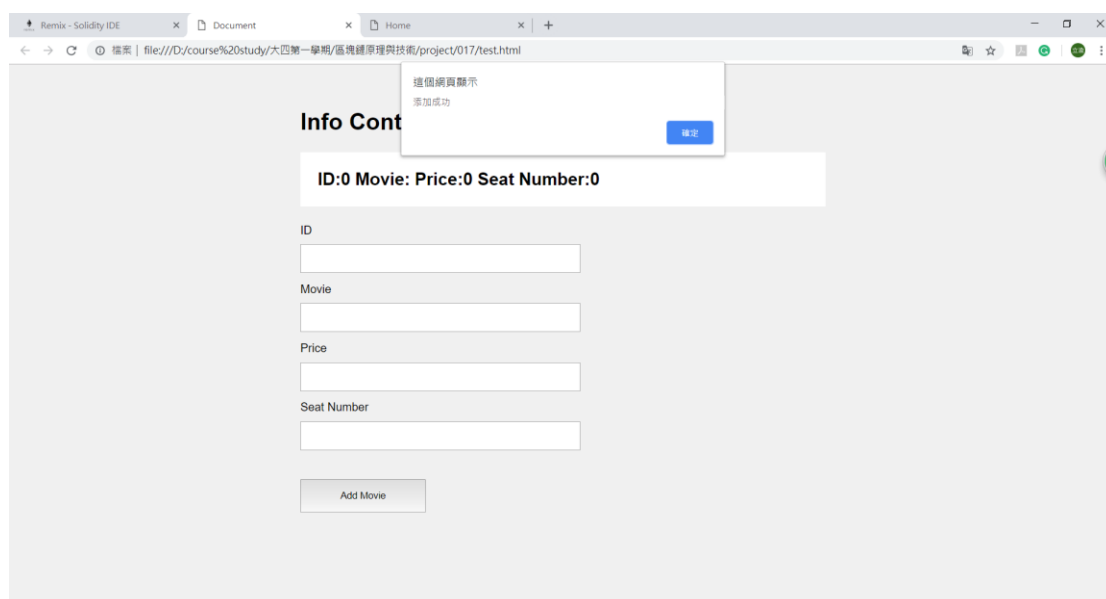 Remix - Solidity IDE
Document
Home
檔案 | file:///D:/course%20study/大四第一學期/區塊鏈原理與技術/project/017/test.html
這個網頁顯示
添加成功
確定
Info Cont
ID:0 Movie: Price:0 Seat Number:0
ID
Movie
Price
Seat Number
Add Movie